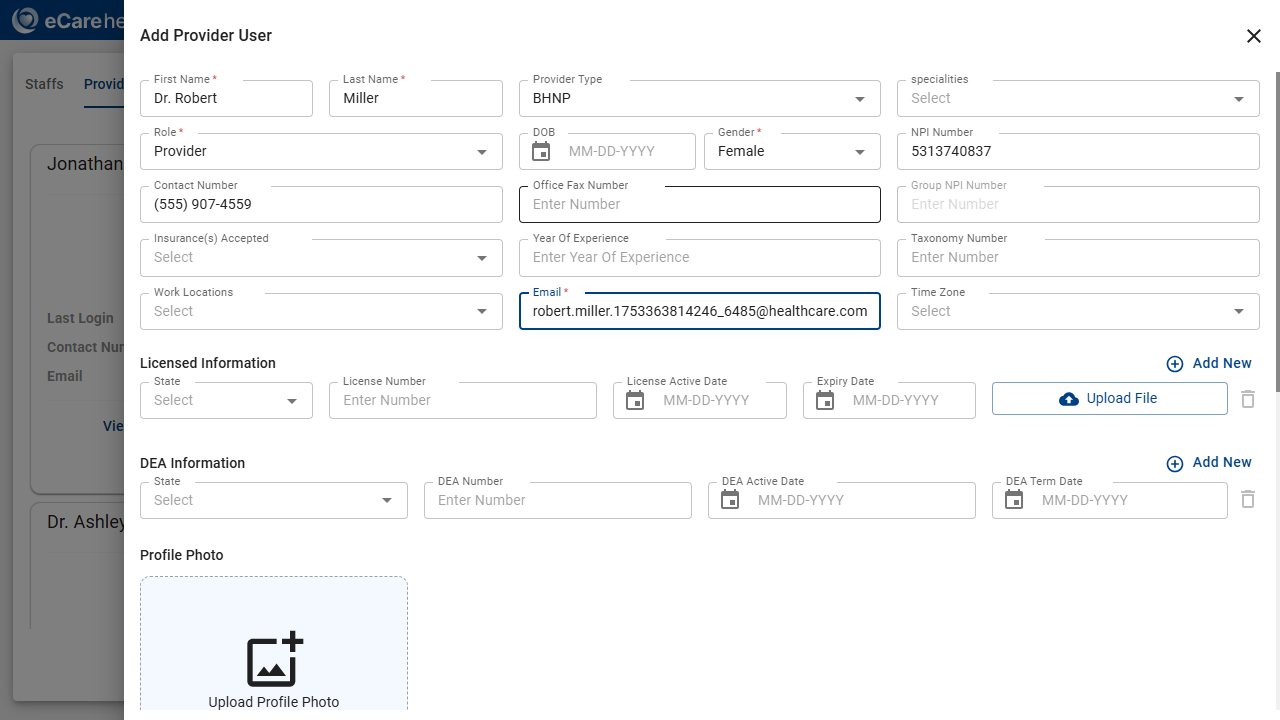 eCare he
Add Provider User
Staffs
Provid
First Name *
Dr. Robert
Last Name *
Miller
Provider Type
BHNP
specialities
Select
Role *
Provider
DOB
MM-DD-YYYY
Gender *
Female
NPI Number
5313740837
Jonathan
Contact Number
(555) 907-4559
Office Fax Number
Enter Number
Group NPI Number
Enter Number
Insurance(s) Accepted
Select
Year Of Experience
Enter Year Of Experience
Taxonomy Number
Enter Number
Work Locations
Select
Email *
robert.miller.1753363814246_6485@healthcare.com
Time Zone
Select
Last Login
Contact Num
Email
Vie
Licensed Information
Add New
State
Select
License Number
Enter Number
License Active Date
MM-DD-YYYY
Expiry Date
MM-DD-YYYY
Upload File
DEA Information
Add New
State
Select
DEA Number
Enter Number
DEA Active Date
MM-DD-YYYY
DEA Term Date
MM-DD-YYYY
Dr. Ashley
Profile Photo
Upload Profile Photo